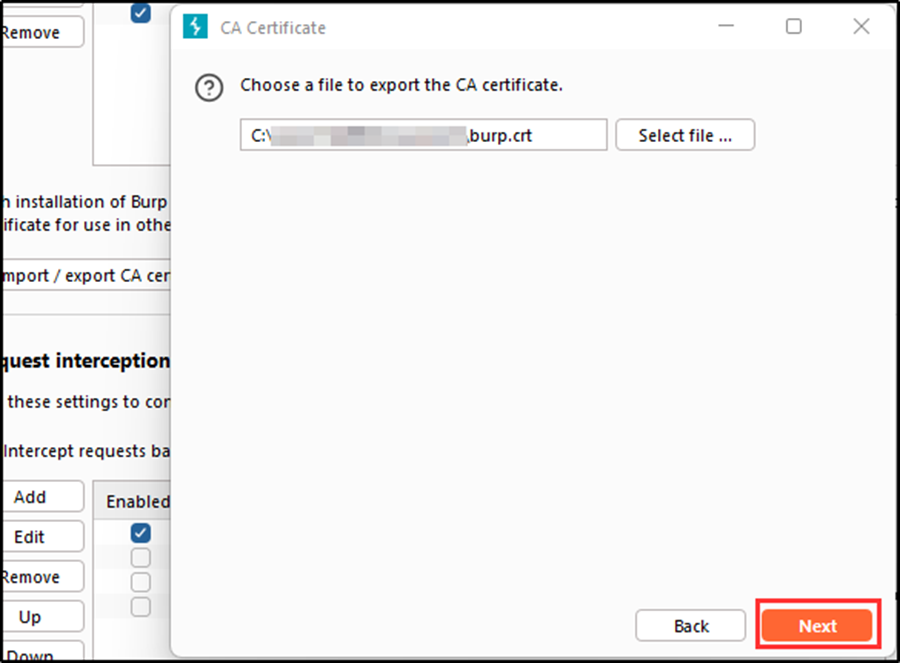 CA Certificate
Choose a file to export the CA certificate.
C:\ \burp.crt
Select file ...
Remove
n installation of Burp
ificate for use in othe
mport / export CA cer
quest interception
these settings to cor
Intercept requests ba
Add
Enabled
Edit
Remove
Up
Down
Back
Next